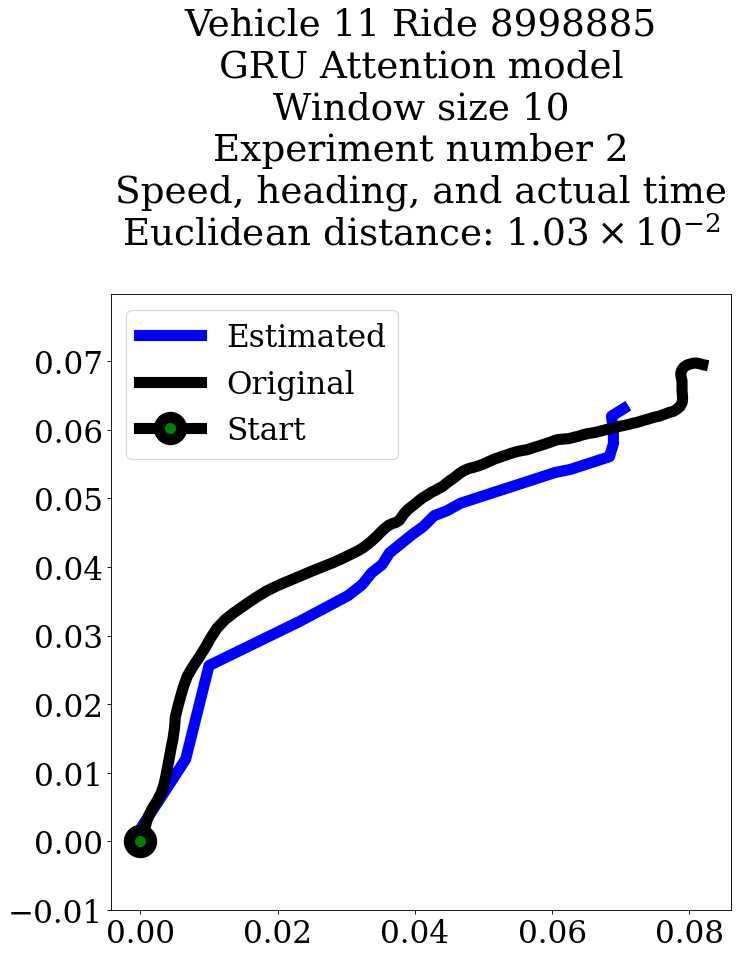 Vehicle 11 Ride 8998885
GRU Attention model
Window size 10
Experiment number 2
Speed, heading, and actual time
Euclidean distance: 1.03 × 10⁻²
Estimated
Original
Start
0.07
0.06
0.05
0.04
0.03
0.02
0.01
0.00
−0.01
0.00 0.02 0.04 0.06 0.08